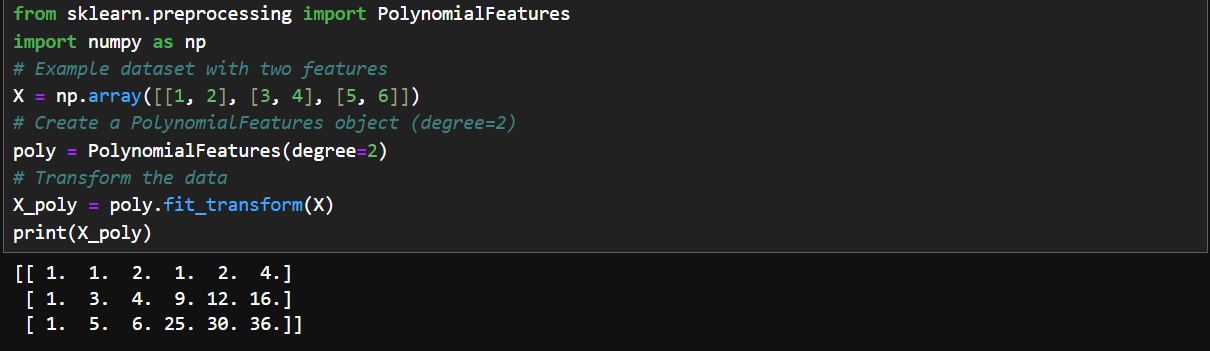 from sklearn.preprocessing import PolynomialFeatures
import numpy as np
# Example dataset with two features
X = np.array([[1, 2], [3, 4], [5, 6]])
# Create a PolynomialFeatures object (degree=2)
poly = PolynomialFeatures(degree=2)
# Transform the data
X_poly = poly.fit_transform(X)
print(X_poly)
[[ 1.  1.  2.  1.  2.  4.]
 [ 1.  3.  4.  9. 12. 16.]
 [ 1.  5.  6. 25. 30. 36.]]